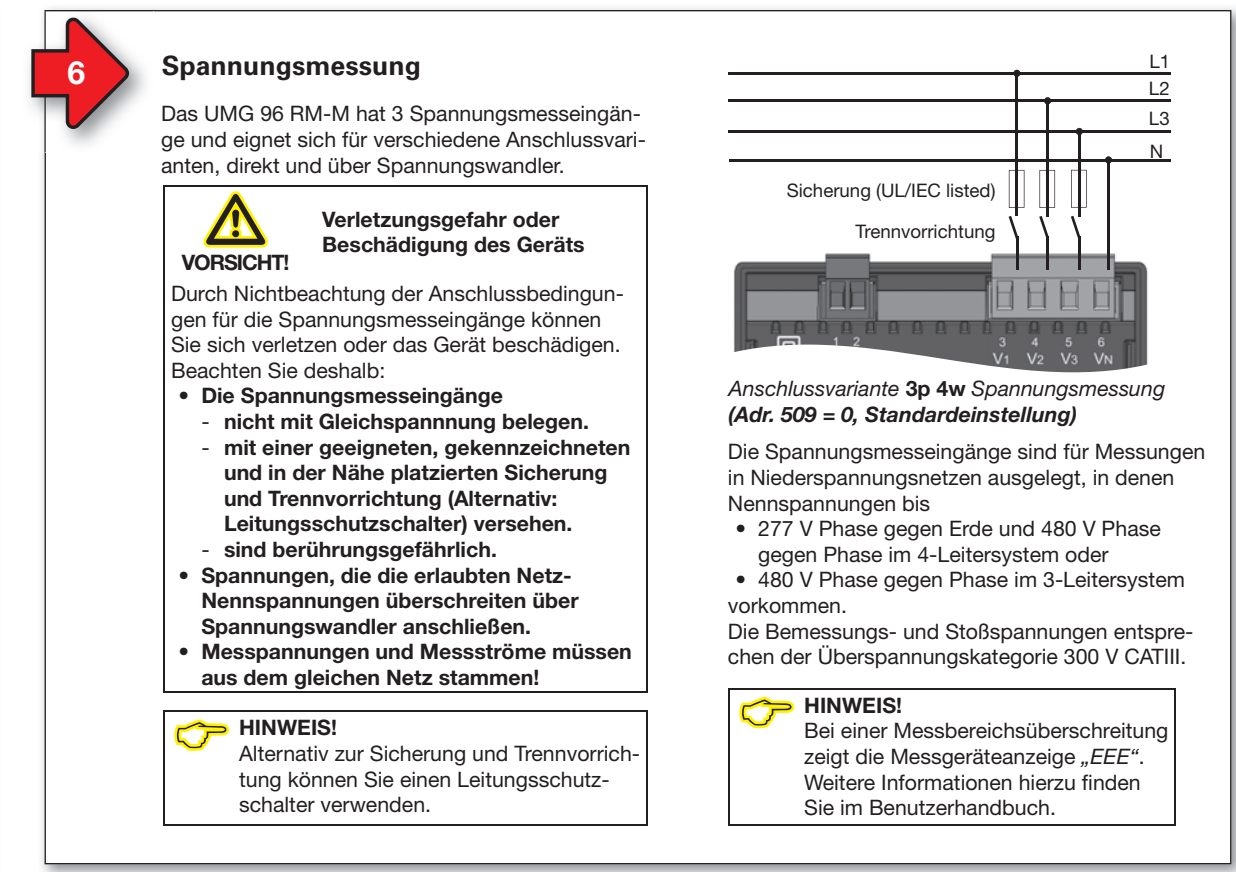 6
Spannungsmessung
Das UMG 96 RM-M hat 3 Spannungsmesseingän-
ge und eignet sich für verschiedene Anschlussvari-
anten, direkt und über Spannungswandler.
VORSICHT!
Verletzungsgefahr oder
Beschädigung des Geräts
Durch Nichtbeachtung der Anschlussbedingun-
gen für die Spannungsmesseingänge können
Sie sich verletzen oder das Gerät beschädigen.
Beachten Sie deshalb:
• Die Spannungsmesseingänge
- nicht mit Gleichspannnung belegen.
- mit einer geeigneten, gekennzeichneten
und in der Nähe platzierten Sicherung
und Trennvorrichtung (Alternativ:
Leitungsschutzschalter) versehen.
- sind berührungsgefährlich.
• Spannungen, die die erlaubten Netz-
Nennspannungen überschreiten über
Spannungswandler anschließen.
• Messpannungen und Messströme müssen
aus dem gleichen Netz stammen!
HINWEIS!
Alternativ zur Sicherung und Trennvorrich-
tung können Sie einen Leitungsschutz-
schalter verwenden.
L1
L2
L3
N
Sicherung (UL/IEC listed)
Trennvorrichtung
1 2 3 4 5 6
V1 V2 V3 VN
Anschlussvariante 3p 4w Spannungsmessung
(Adr. 509 = 0, Standardeinstellung)
Die Spannungsmesseingänge sind für Messungen
in Niederspannungsnetzen ausgelegt, in denen
Nennspannungen bis
• 277 V Phase gegen Erde und 480 V Phase
gegen Phase im 4-Leitersystem oder
• 480 V Phase gegen Phase im 3-Leitersystem
vorkommen.
Die Bemessungs- und Stoßspannungen entspre-
chen der Überspannungskategorie 300 V CATIII.
HINWEIS!
Bei einer Messbereichsüberschreitung
zeigt die Messgeräteanzeige „EEE“.
Weitere Informationen hierzu finden
Sie im Benutzerhandbuch.